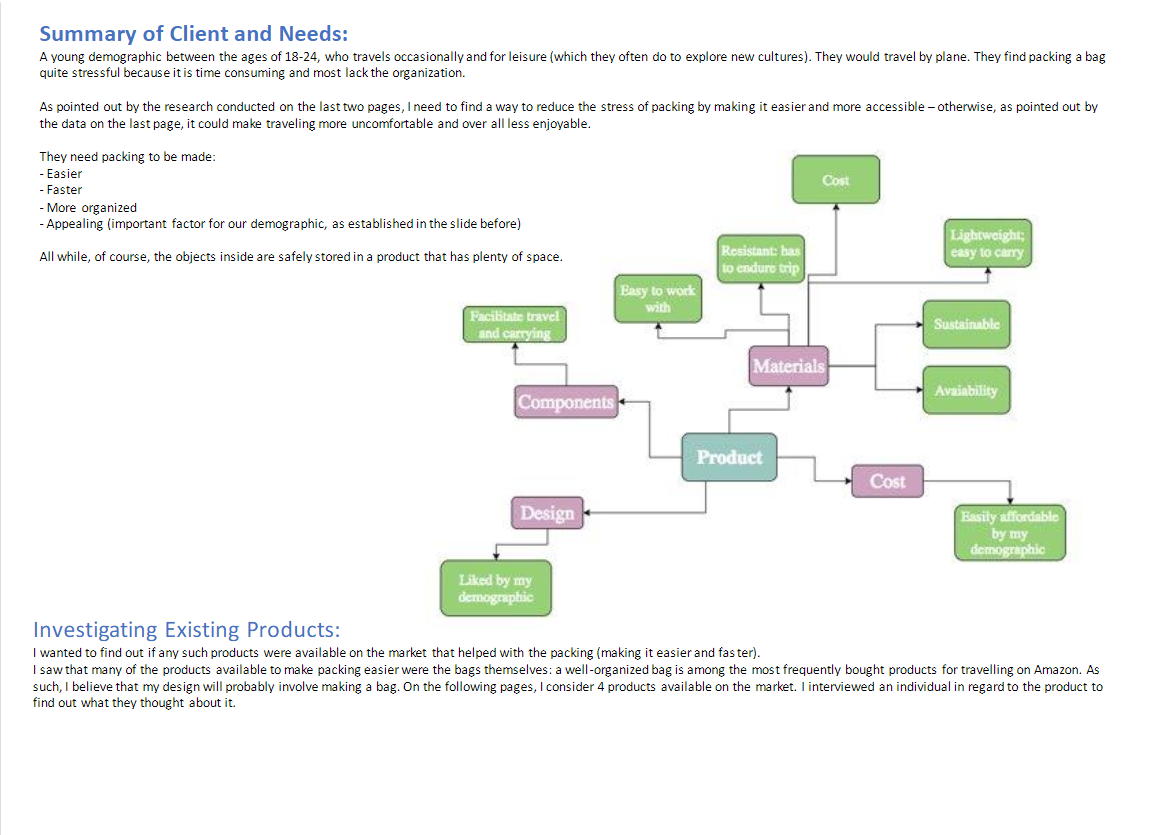 Summary of Client and Needs:
A young demographic between the ages of 18-24, who travels occasionally and for leisure (which they often do to explore new cultures). They would travel by plane. They find packing a bag
quite stressful because it is time consuming and most lack the organization.
As pointed out by the research conducted on the last two pages, I need to find a way to reduce the stress of packing by making it easier and more accessible – otherwise, as pointed out by
the data on the last page, it could make traveling more uncomfortable and over all less enjoyable.
They need packing to be made:
- Easier
- Faster
- More organized
- Appealing (important factor for our demographic, as established in the slide before)
All while, of course, the objects inside are safely stored in a product that has plenty of space.
Cost
Lightweight;
easy to carry
Resistant: has
to endure trip
Easy to work
with
Facilitate travel
and carrying
Sustainable
Materials
Avaiability
Components
Product
Cost
Design
Easily affordable
by my
demographic
Liked by my
demographic
Investigating Existing Products:
I wanted to find out if any such products were available on the market that helped with the packing (making it easier and faster).
I saw that many of the products available to make packing easier were the bags themselves: a well-organized bag is among the most frequently bought products for travelling on Amazon. As
such, I believe that my design will probably involve making a bag. On the following pages, I consider 4 products available on the market. I interviewed an individual in regard to the product to
find out what they thought about it.